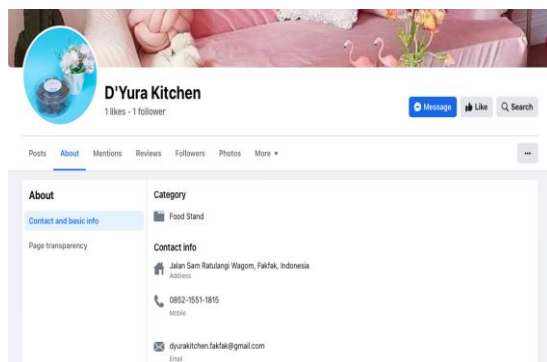 D'Yura Kitchen
1 likes • 1 follower
Message
Like
Search
Posts
About
Mentions
Reviews
Followers
Photos
More
About
Contact and basic info
Page transparency
Category
Food Stand
Contact info
Jalan Sam Ratulangi Wagom, Fakfak, Indonesia
Address
0852-1551-1815
Mobile
dyurakitchen.fakfak@gmail.com
Email